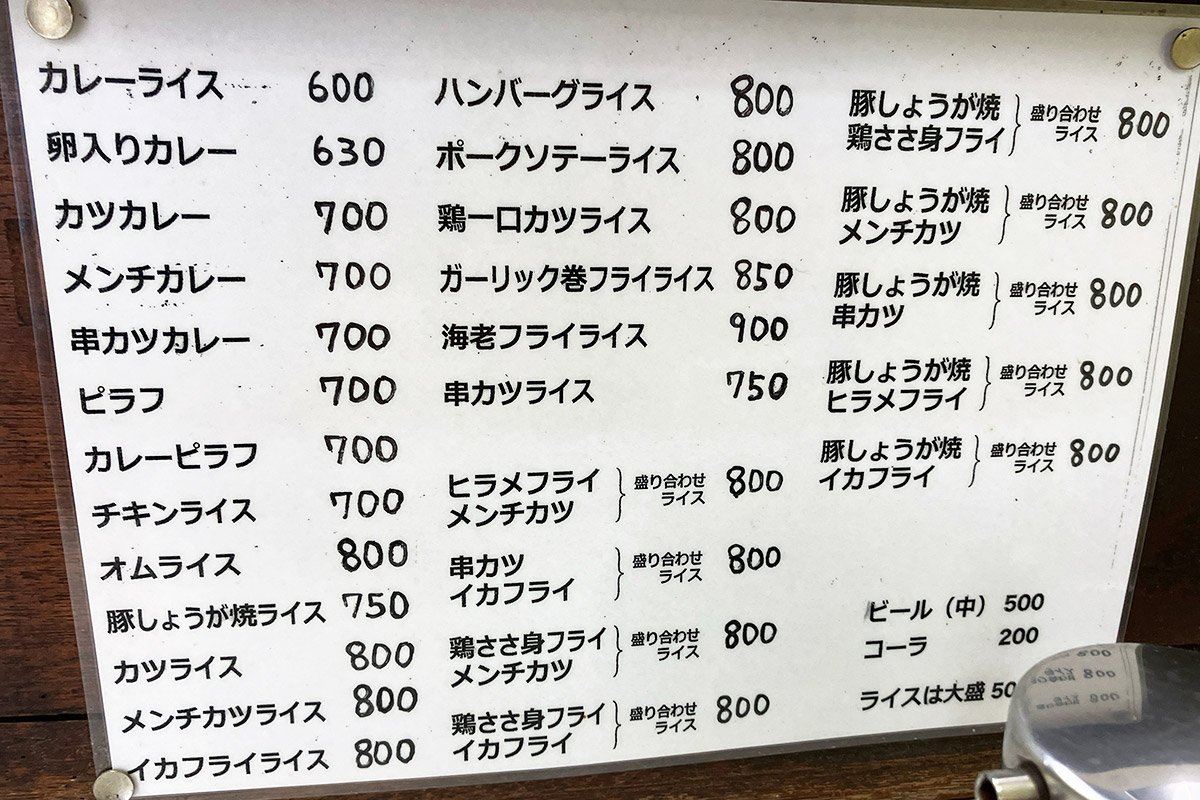 カレーライス 600
卵入りカレー 630
カツカレー 700
メンチカレー 700
串カツカレー 700
ピラフ 700
カレーピラフ 700
チキンライス 700
オムライス 800
豚しょうが焼ライス 750
カツライス 800
メンチカツライス 800
イカフライライス 800
ハンバーグライス 800
ポークソテーライス 800
鶏一口カツライス 800
ガーリック巻フライライス 850
海老フライライス 900
串カツライス 750
ヒラメフライ
メンチカツ
盛り合わせ
ライス
800
串カツ
イカフライ
盛り合わせ
ライス
800
鶏ささ身フライ
メンチカツ
盛り合わせ
ライス
800
鶏ささ身フライ
イカフライ
盛り合わせ
ライス
800
豚しょうが焼
鶏ささ身フライ
盛り合わせ
ライス
800
豚しょうが焼
メンチカツ
盛り合わせ
ライス
800
豚しょうが焼
串カツ
盛り合わせ
ライス
800
豚しょうが焼
ヒラメフライ
盛り合わせ
ライス
800
豚しょうが焼
イカフライ
盛り合わせ
ライス
800
ビール（中） 500
コーラ 200
ライスは大盛